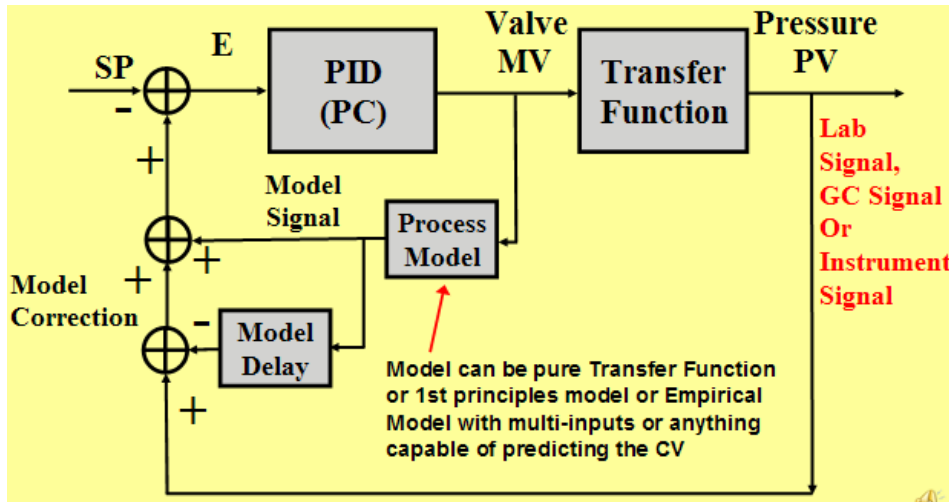 SP
E
-
PID
(PC)
Valve
MV
Transfer
Function
Pressure
PV
Lab
Signal,
GC Signal
Or
Instrument
Signal
+
Model
Signal
Process
Model
+
+
Model
Correction
-
Model
Delay
+
Model can be pure Transfer Function
or 1st principles model or Empirical
Model with multi-inputs or anything
capable of predicting the CV